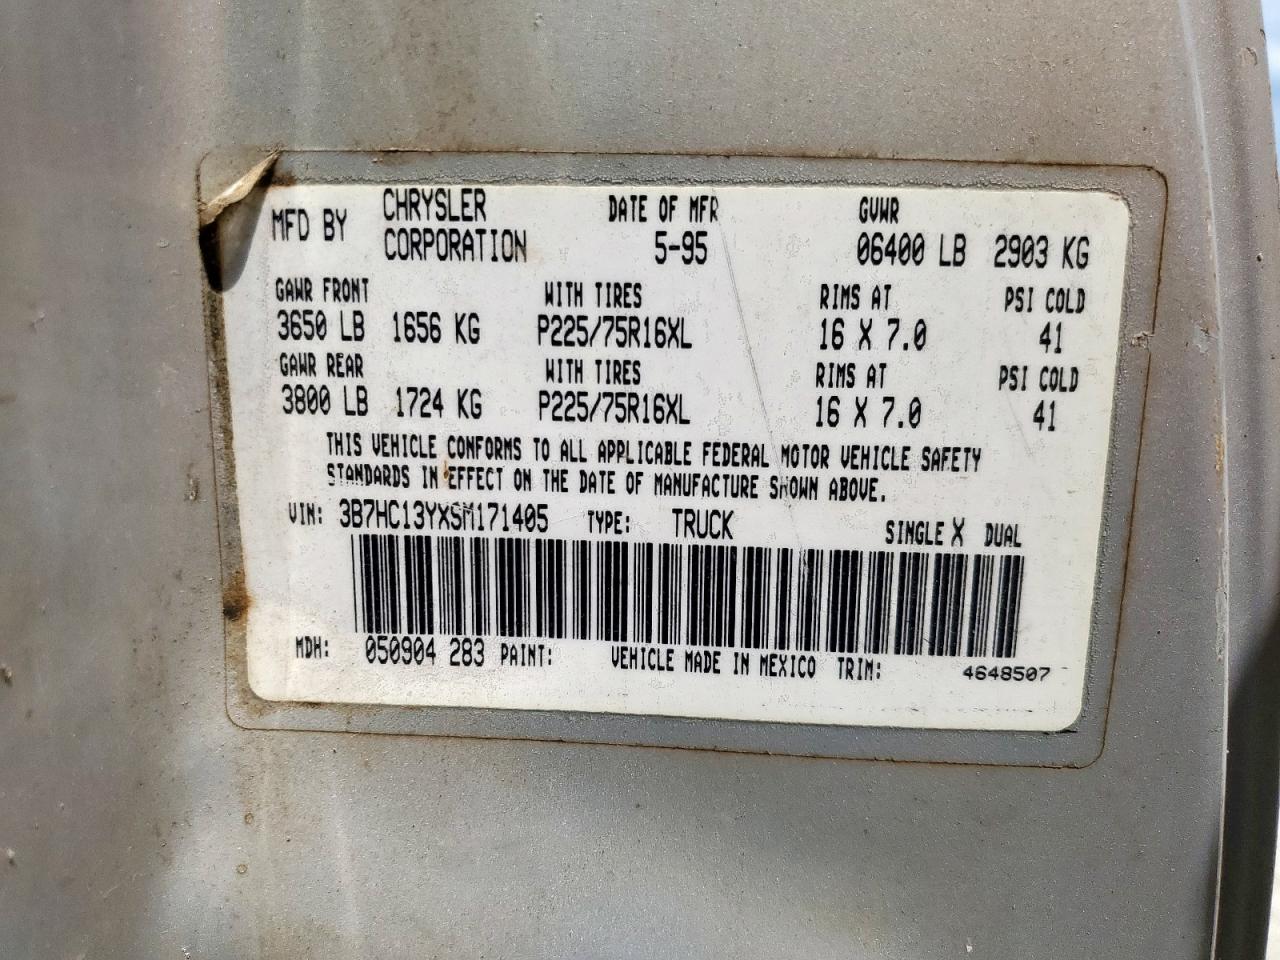 MFD BY CHRYSLER CORPORATION DATE OF MFR 5-95 GVWR 06400 LB 2903 KG
GAWR FRONT WITH TIRES RIMS AT PSI COLD
3650 LB 1656 KG P225/75R16XL 16 X 7.0 41
GAWR REAR WITH TIRES RIMS AT PSI COLD
3800 LB 1724 KG P225/75R16XL 16 X 7.0 41
THIS VEHICLE CONFORMS TO ALL APPLICABLE FEDERAL MOTOR VEHICLE SAFETY
STANDARDS IN EFFECT ON THE DATE OF MANUFACTURE SHOWN ABOVE.
VIN: 3B7HC13YXSM171405 TYPE: TRUCK SINGLE X DUAL
MDH: 050904 283 PAINT: VEHICLE MADE IN MEXICO TRIM: 4648507